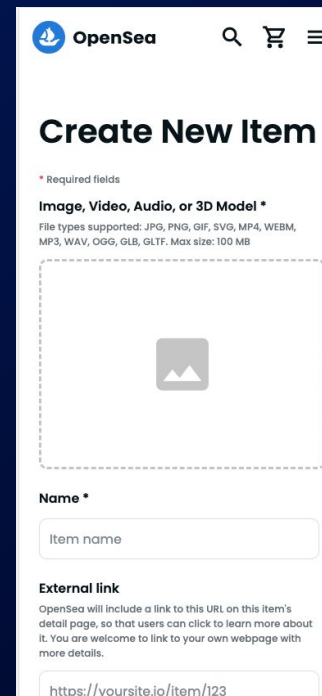 OpenSea
Create New Item
* Required fields
Image, Video, Audio, or 3D Model *
File types supported: JPG, PNG, GIF, SVG, MP4, WEBM,
MP3, WAV, OGG, GLB, GLTF. Max size: 100 MB
Name *
Item name
External link
OpenSea will include a link to this URL on this item's
detail page, so that users can click to learn more about
it. You are welcome to link to your own webpage with
more details.
https://yoursite.io/item/123